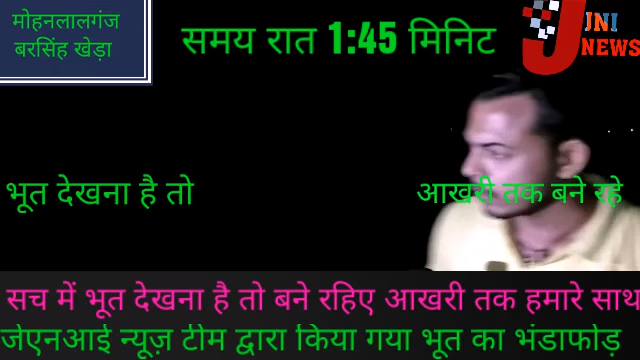 मोहनलालगंज
बरसिंह खेड़ा
समय रात 1:45 मिनिट
JNI
NEWS
भूत देखना है तो
आखरी तक बने रहे
सच में भूत देखना है तो बने रहिए आखरी तक हमारे साथ
जेएनआई न्यूज़ टीम द्वारा किया गया भूत का भंडाफोड़